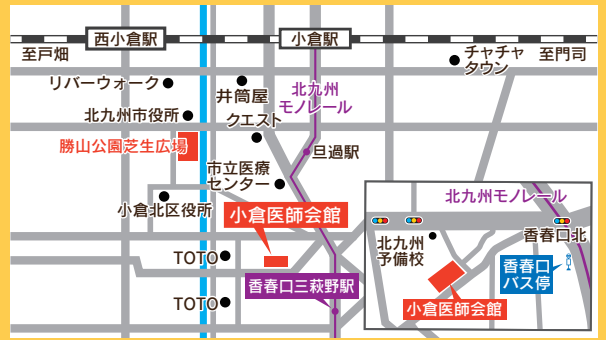 西小倉駅
小倉駅
至戸畑
チャチャ
タウン
至門司
リバーウォーク
井筒屋
北九州
モノレール
北九州市役所
クエスト
勝山公園芝生広場
旦過駅
市立医療
センター
小倉北区役所
小倉医師会館
TOTO
香春口三萩野駅
TOTO
北九州モノレール
香春口北
北九州
予備校
香春口
バス停
小倉医師会館